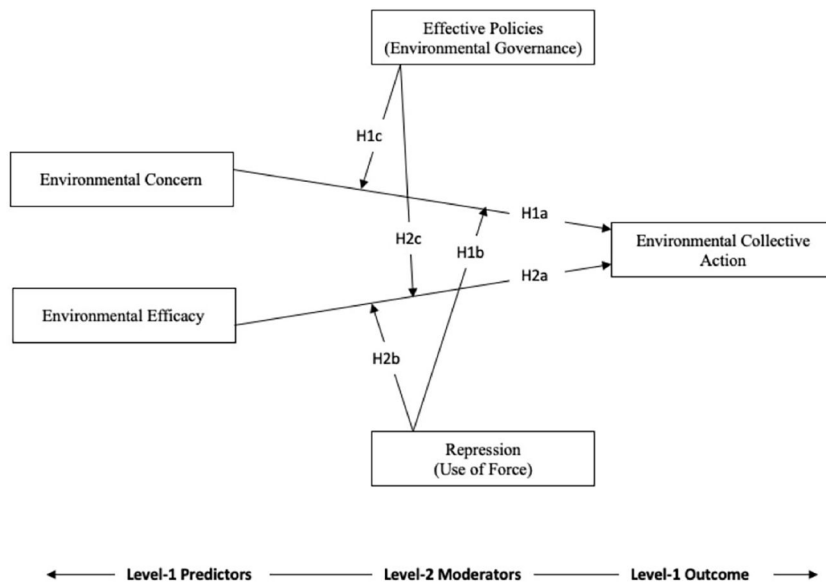 Effective Policies
(Environmental Governance)
H1c
Environmental Concern
H1a
H2c
H1b
Environmental Collective
Action
H2a
Environmental Efficacy
H2b
Repression
(Use of Force)
Level-1 Predictors
Level-2 Moderators
Level-1 Outcome